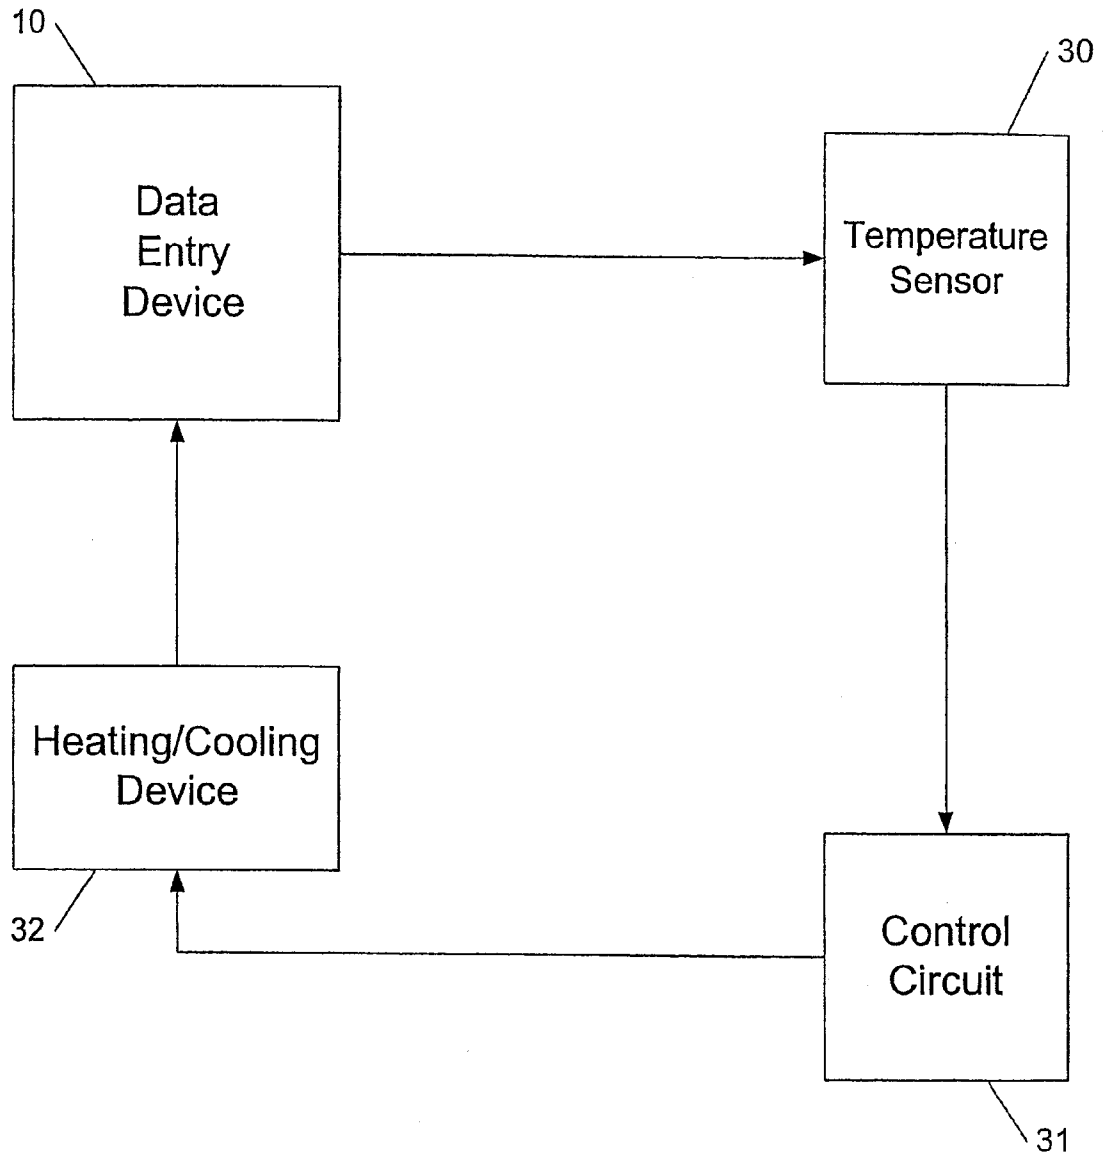 10
30
Data
Entry
Device
Temperature
Sensor
Heating/Cooling
Device
32
Control
Circuit
31